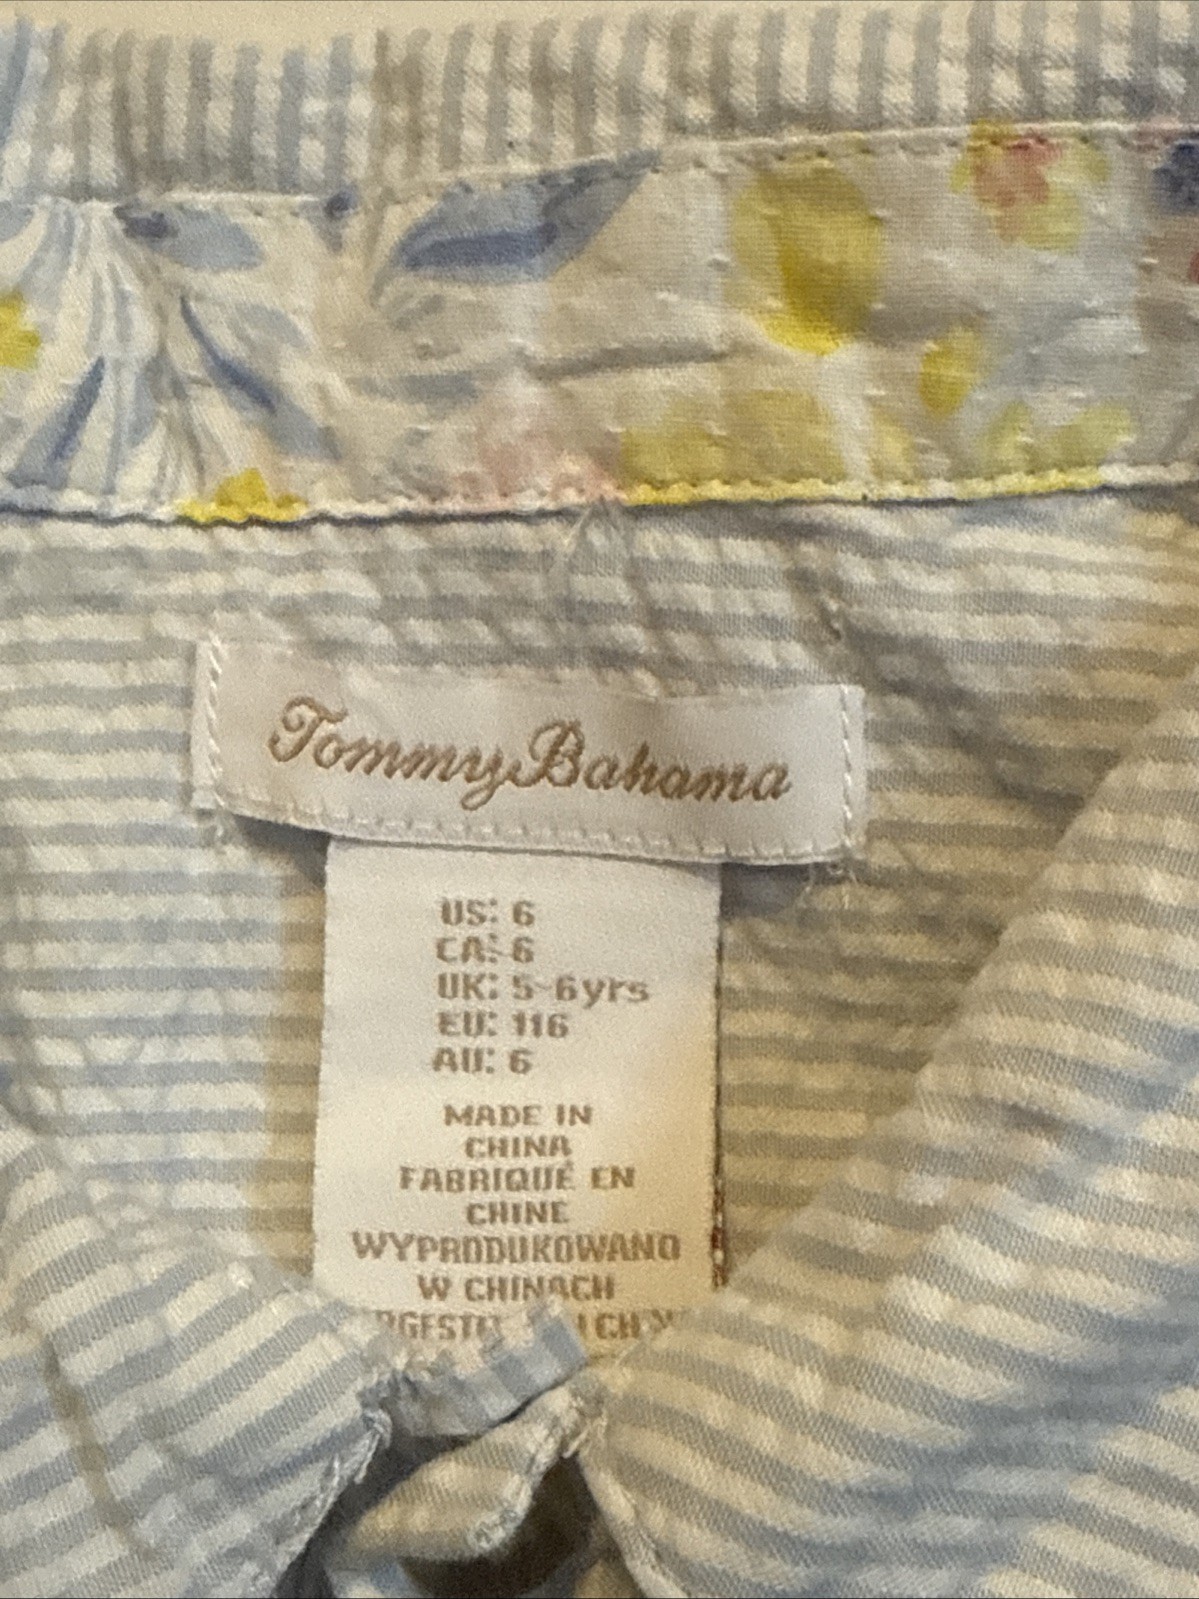 Tommy Bahama
US: 6
CA: 6
UK: 5-6yrs
EU: 116
AU: 6
MADE IN
CHINA
FABRIQUÉ EN
CHINE
WYPRODUKOWANO
W CHINACH